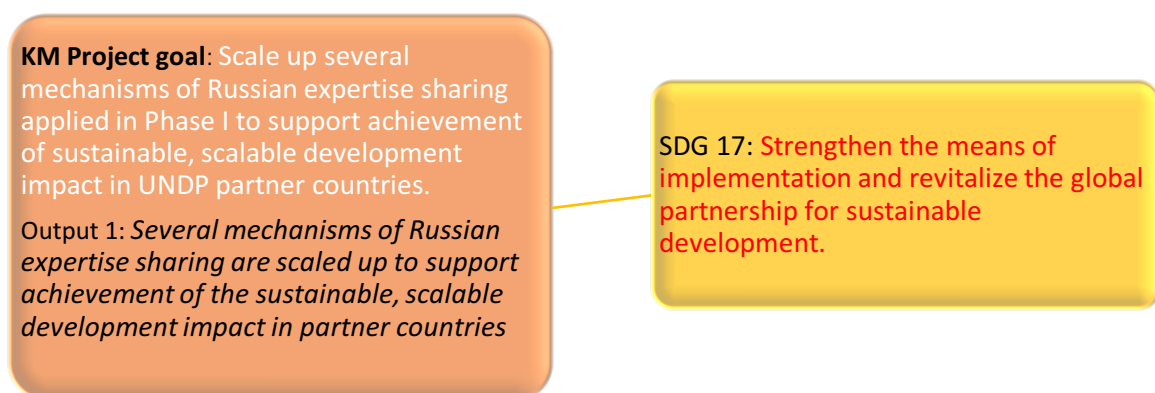 KM Project goal: Scale up several
mechanisms of Russian expertise sharing
applied in Phase I to support achievement
of sustainable, scalable development
impact in UNDP partner countries.
Output 1: Several mechanisms of Russian
expertise sharing are scaled up to support
achievement of the sustainable, scalable
development impact in partner countries
SDG 17: Strengthen the means of
implementation and revitalize the global
partnership for sustainable
development.